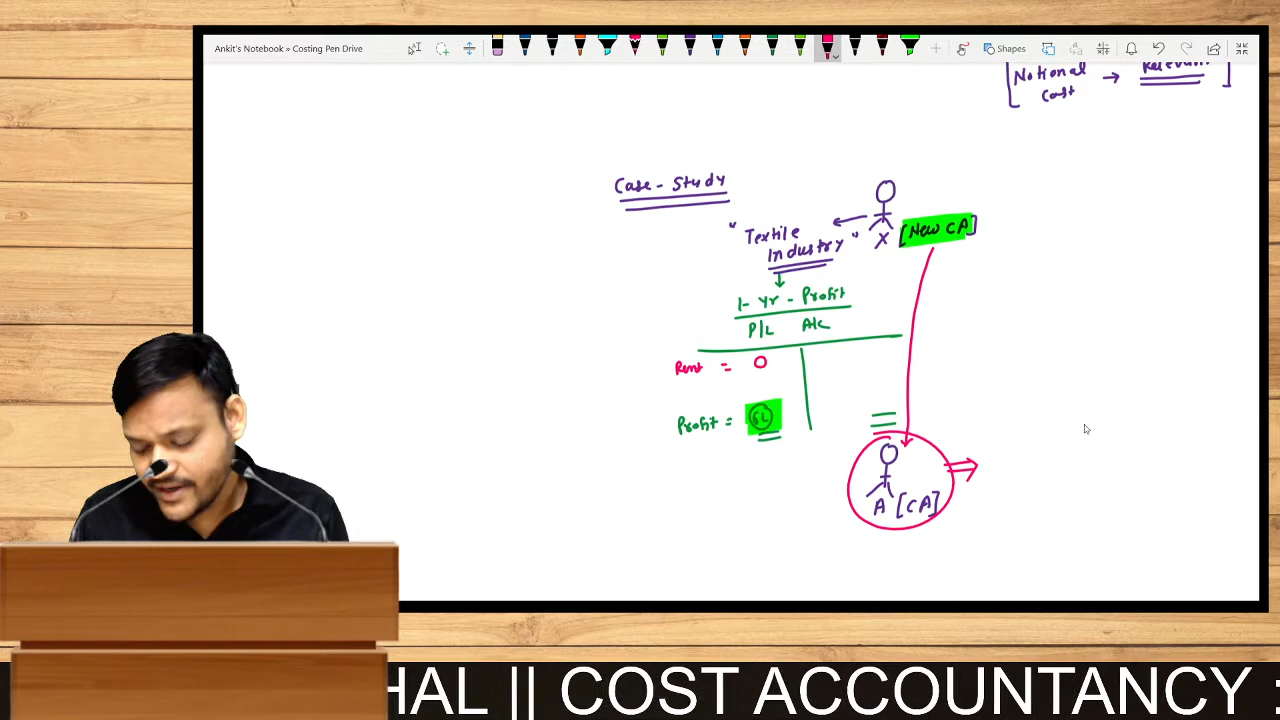 Ankit's Notebook » Costing Pen Drive
Shapes
[Notional Cost → Relevant]
Case - Study
"Textile Industry"
X [New CA]
1 - Yr - Profit
P/L A/c
Rent = 0
Profit =
A [CA]
HAL || COST ACCOUNTANCY :